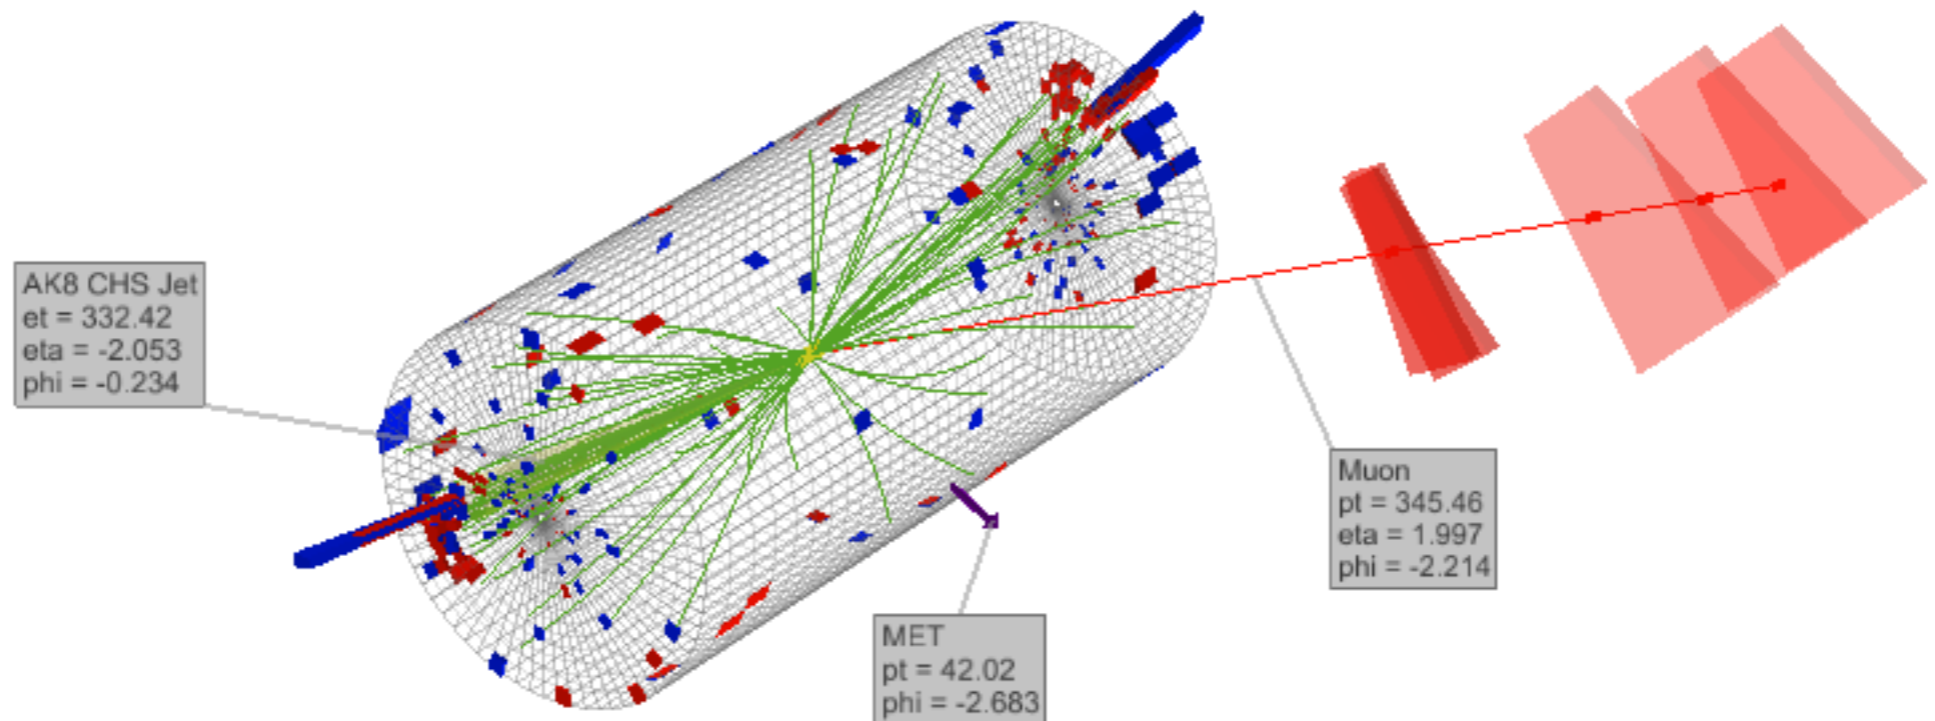 AK8 CHS Jet
et = 332.42
eta = -2.053
phi = -0.234
Muon
pt = 345.46
eta = 1.997
phi = -2.214
MET
pt = 42.02
phi = -2.683